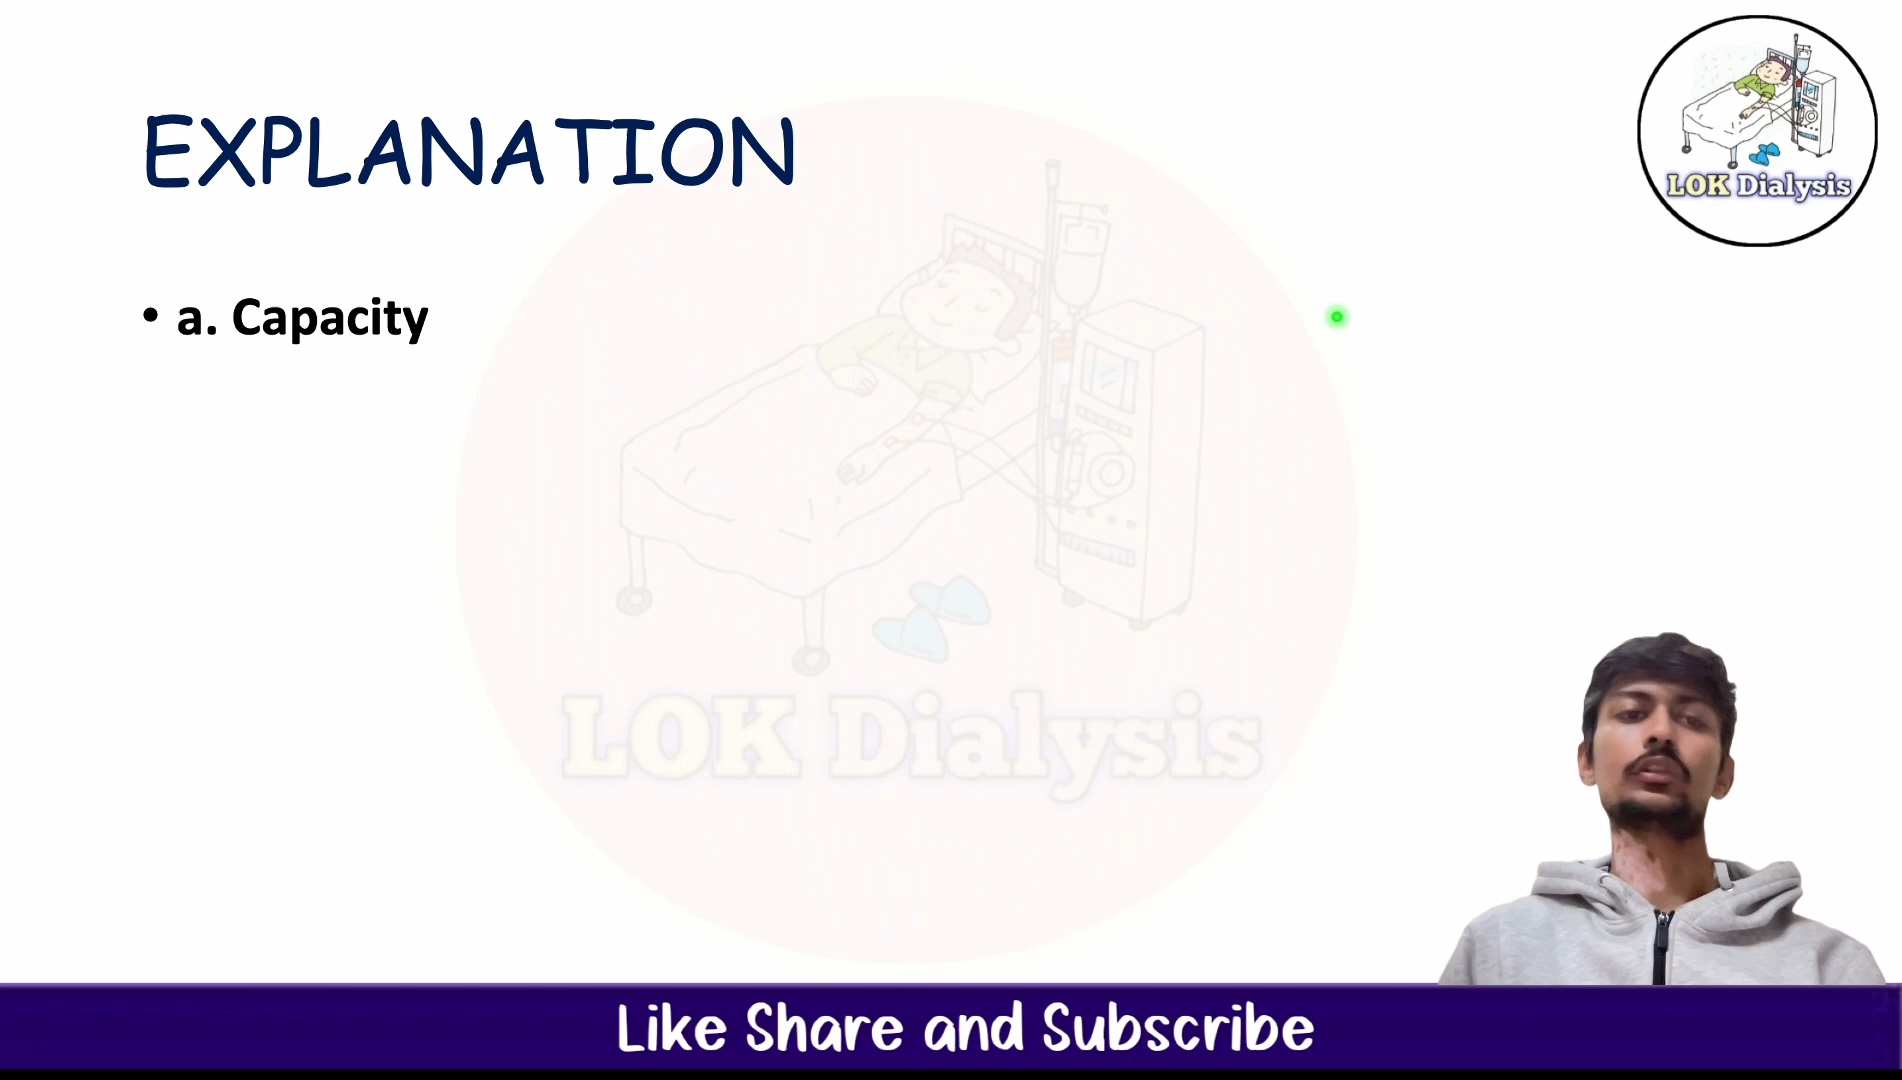 EXPLANATION
LOK Dialysis
• a. Capacity
LOK Dialysis
Like Share and Subscribe